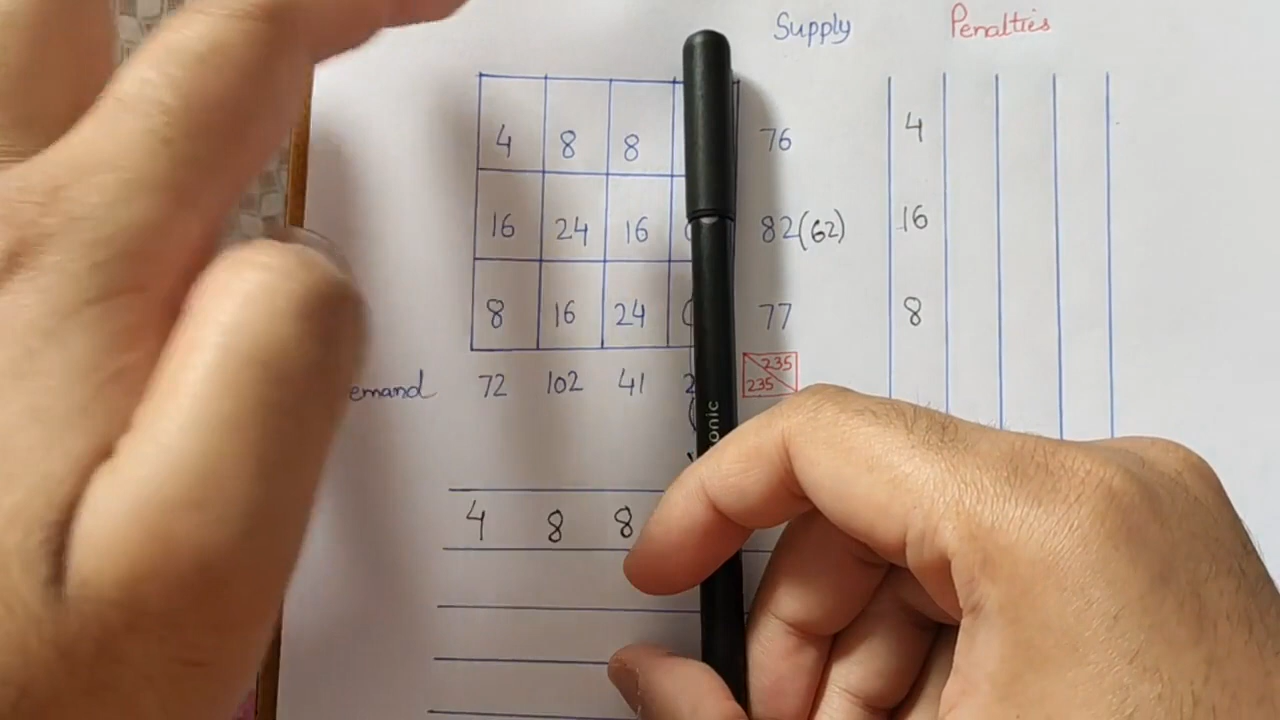 Supply Penalties
4 8 8 76 4
16 24 16 82(62) 16
8 16 24 77 8
235
emand 72 102 41 2 235
onic
4 8 8